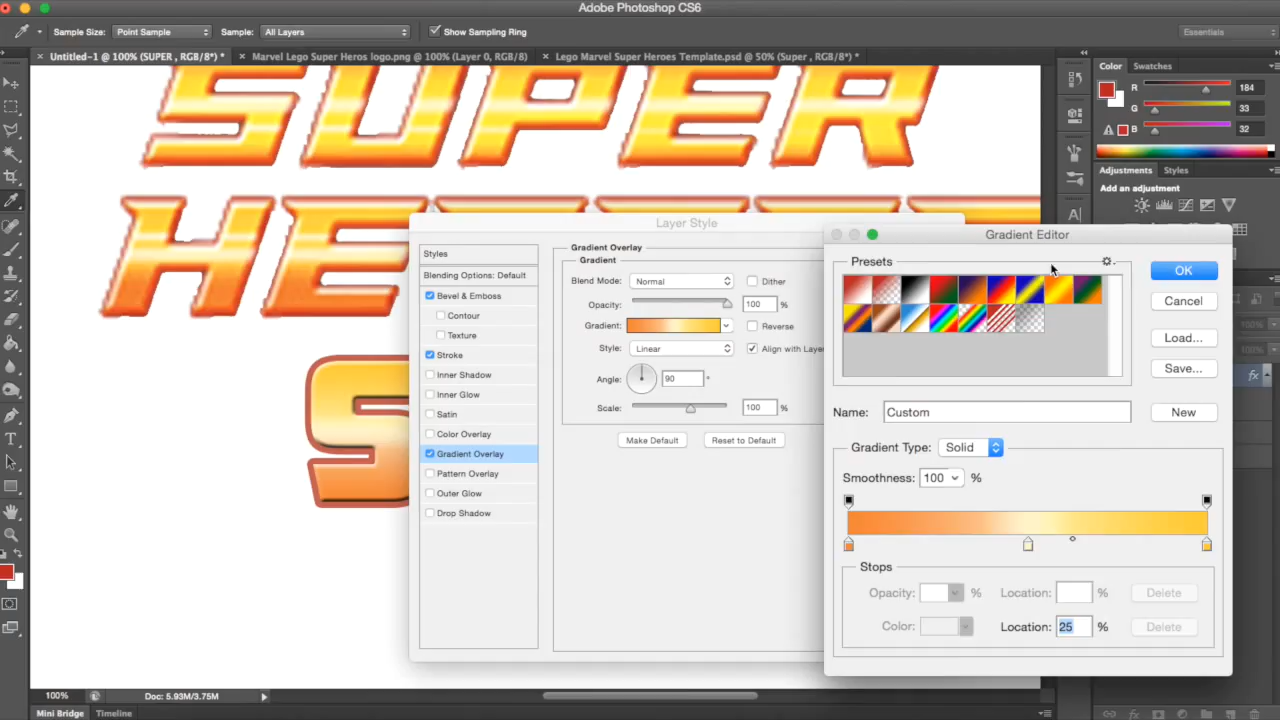 Adobe Photoshop CS6
Sample Size: Point Sample Sample: All Layers Show Sampling Ring Essentials
× Untitled-1 @ 100% (SUPER , RGB/8*) * × Marvel Lego Super Heros logo.png @ 100% (Layer 0, RGB/8) × Lego Marvel Super Heroes Template.psd @ 50% (Super , RGB/8*) *
Color Swatches
R 184
G 33
B 32
Adjustments Styles
Add an adjustment
SUPER
Layer Style
Styles
Blending Options: Default
Bevel & Emboss
Contour
Texture
Stroke
Inner Shadow
Inner Glow
Satin
Color Overlay
Gradient Overlay
Pattern Overlay
Outer Glow
Drop Shadow
Gradient Overlay
Gradient
Blend Mode: Normal Dither
Opacity: 100 %
Gradient: Reverse
Style: Linear Align with Laye
Angle: 90 °
Scale: 100 %
Make Default Reset to Default
Gradient Editor
Presets
OK
Cancel
Load...
Save...
Name: Custom New
Gradient Type: Solid
Smoothness: 100 %
Stops
Opacity: % Location: % Delete
Color: Location: 25 % Delete
S
fx
100% Doc: 5.93M/3.75M
Mini Bridge Timeline